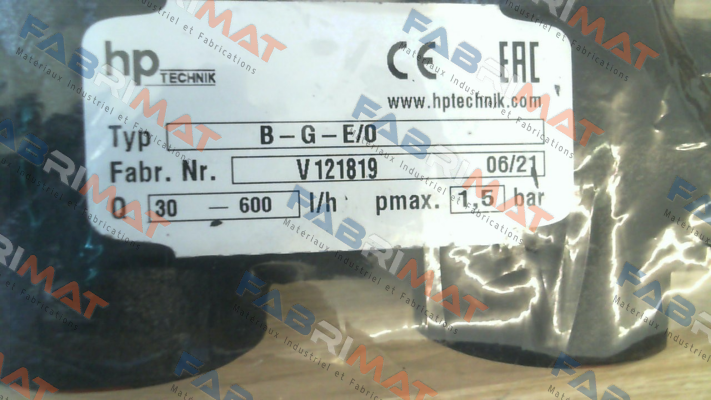 hp TECHNIK
CE EAC
www.hptechnik.com
Typ B – G – E/O
Fabr. Nr. V 121819 06/21
Q 30 – 600 l/h pmax. 1,5 bar
FABRIMAT
Materiaux Industriel et Fabrications